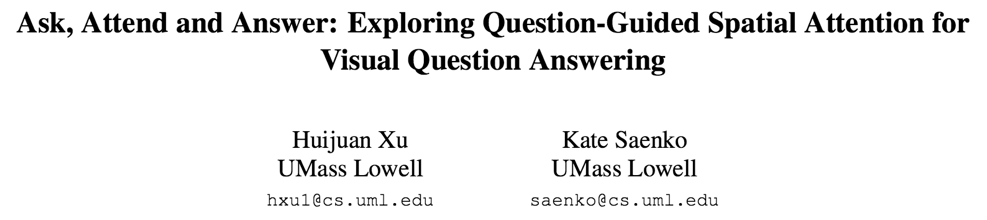 Ask, Attend and Answer: Exploring Question-Guided Spatial Attention for
Visual Question Answering
Huijuan Xu
UMass Lowell
hxu1@cs.uml.edu
Kate Saenko
UMass Lowell
saenko@cs.uml.edu